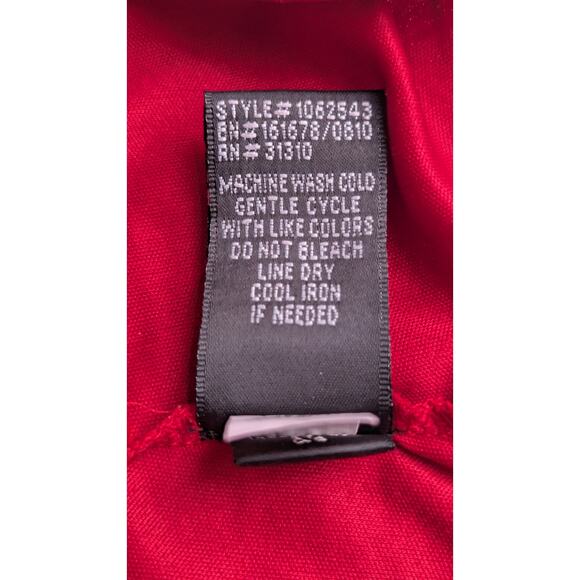 STYLE# 1062543
EN# 161678/0810
RN# 31310
MACHINE WASH COLD
GENTLE CYCLE
WITH LIKE COLORS
DO NOT BLEACH
LINE DRY
COOL IRON
IF NEEDED